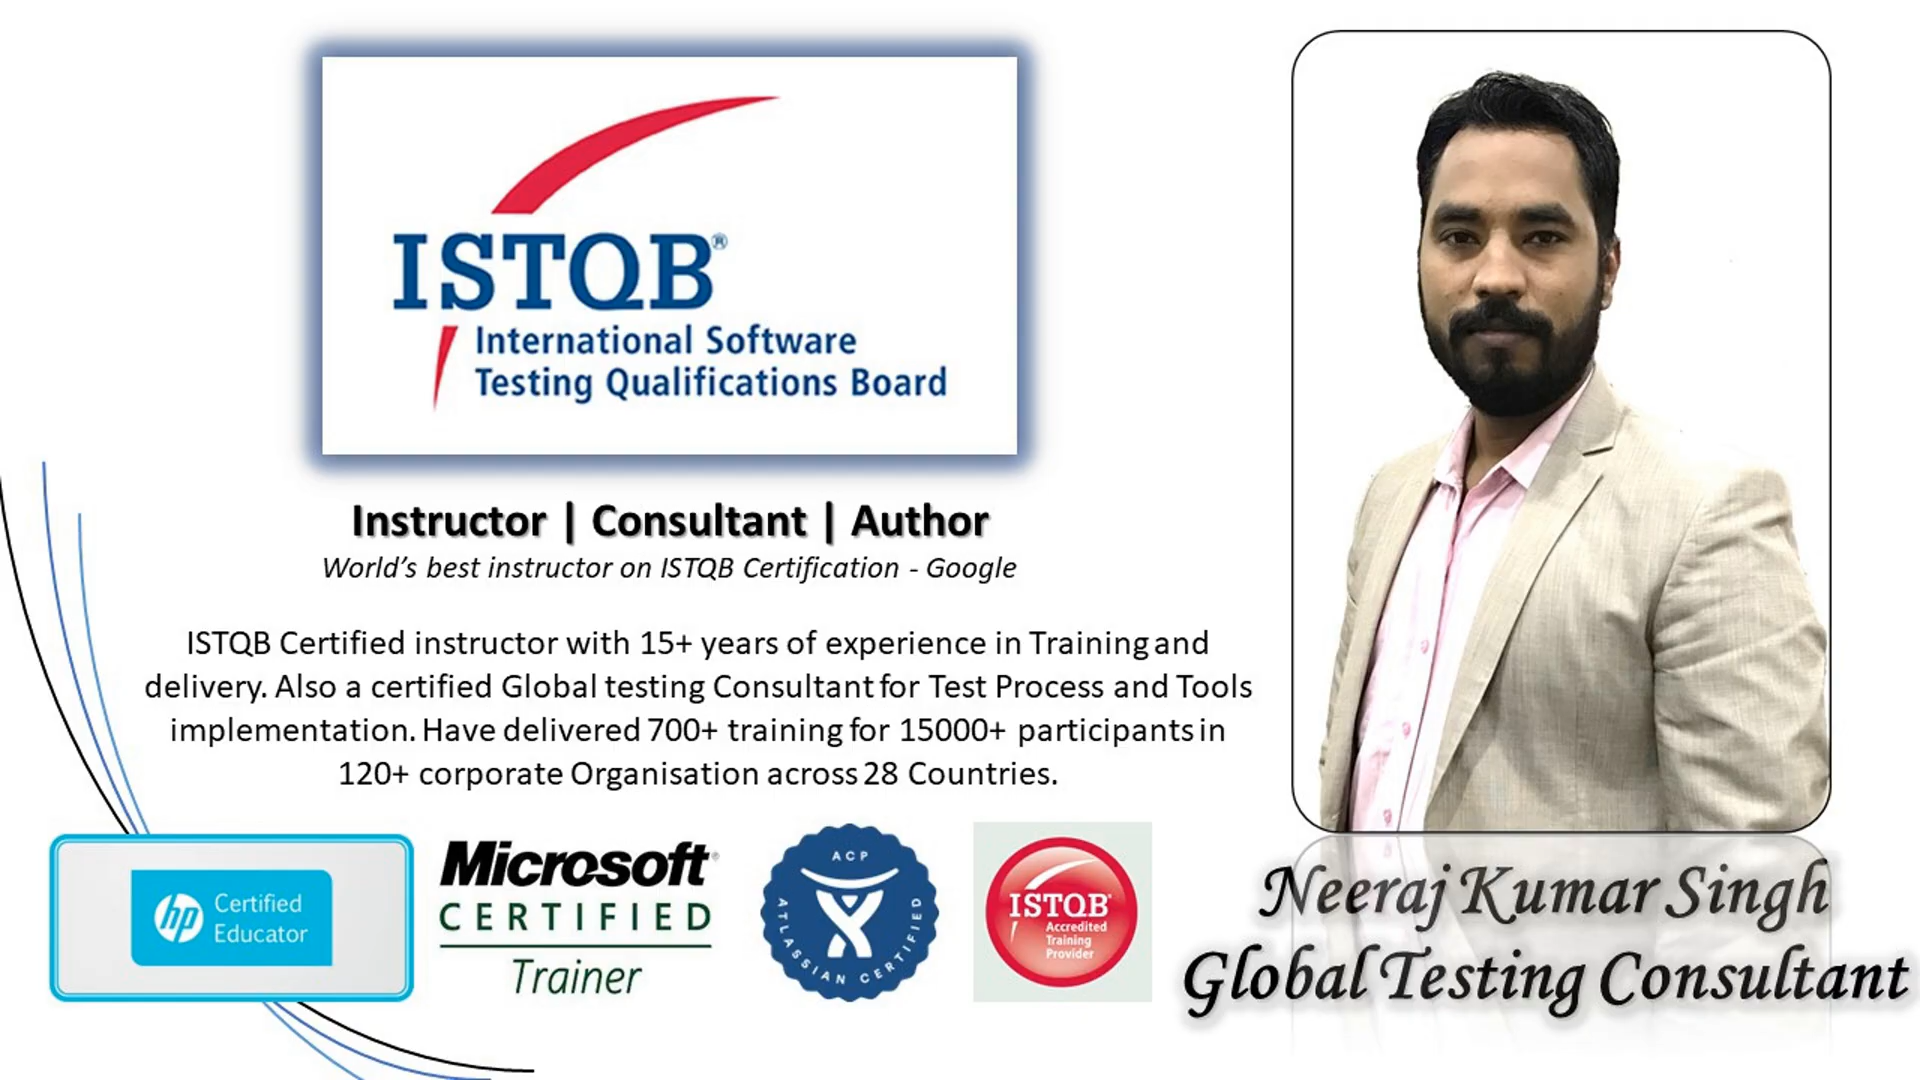 ISTQB®
International Software
Testing Qualifications Board
Instructor | Consultant | Author
World's best instructor on ISTQB Certification - Google
ISTQB Certified instructor with 15+ years of experience in Training and
delivery. Also a certified Global testing Consultant for Test Process and Tools
implementation. Have delivered 700+ training for 15000+ participants in
120+ corporate Organisation across 28 Countries.
hp
Certified
Educator
Microsoft®
CERTIFIED
Trainer
ACP
ATLASSIAN CERTIFIED
ISTQB®
Accredited
Training
Provider
Neeraj Kumar Singh
Global Testing Consultant